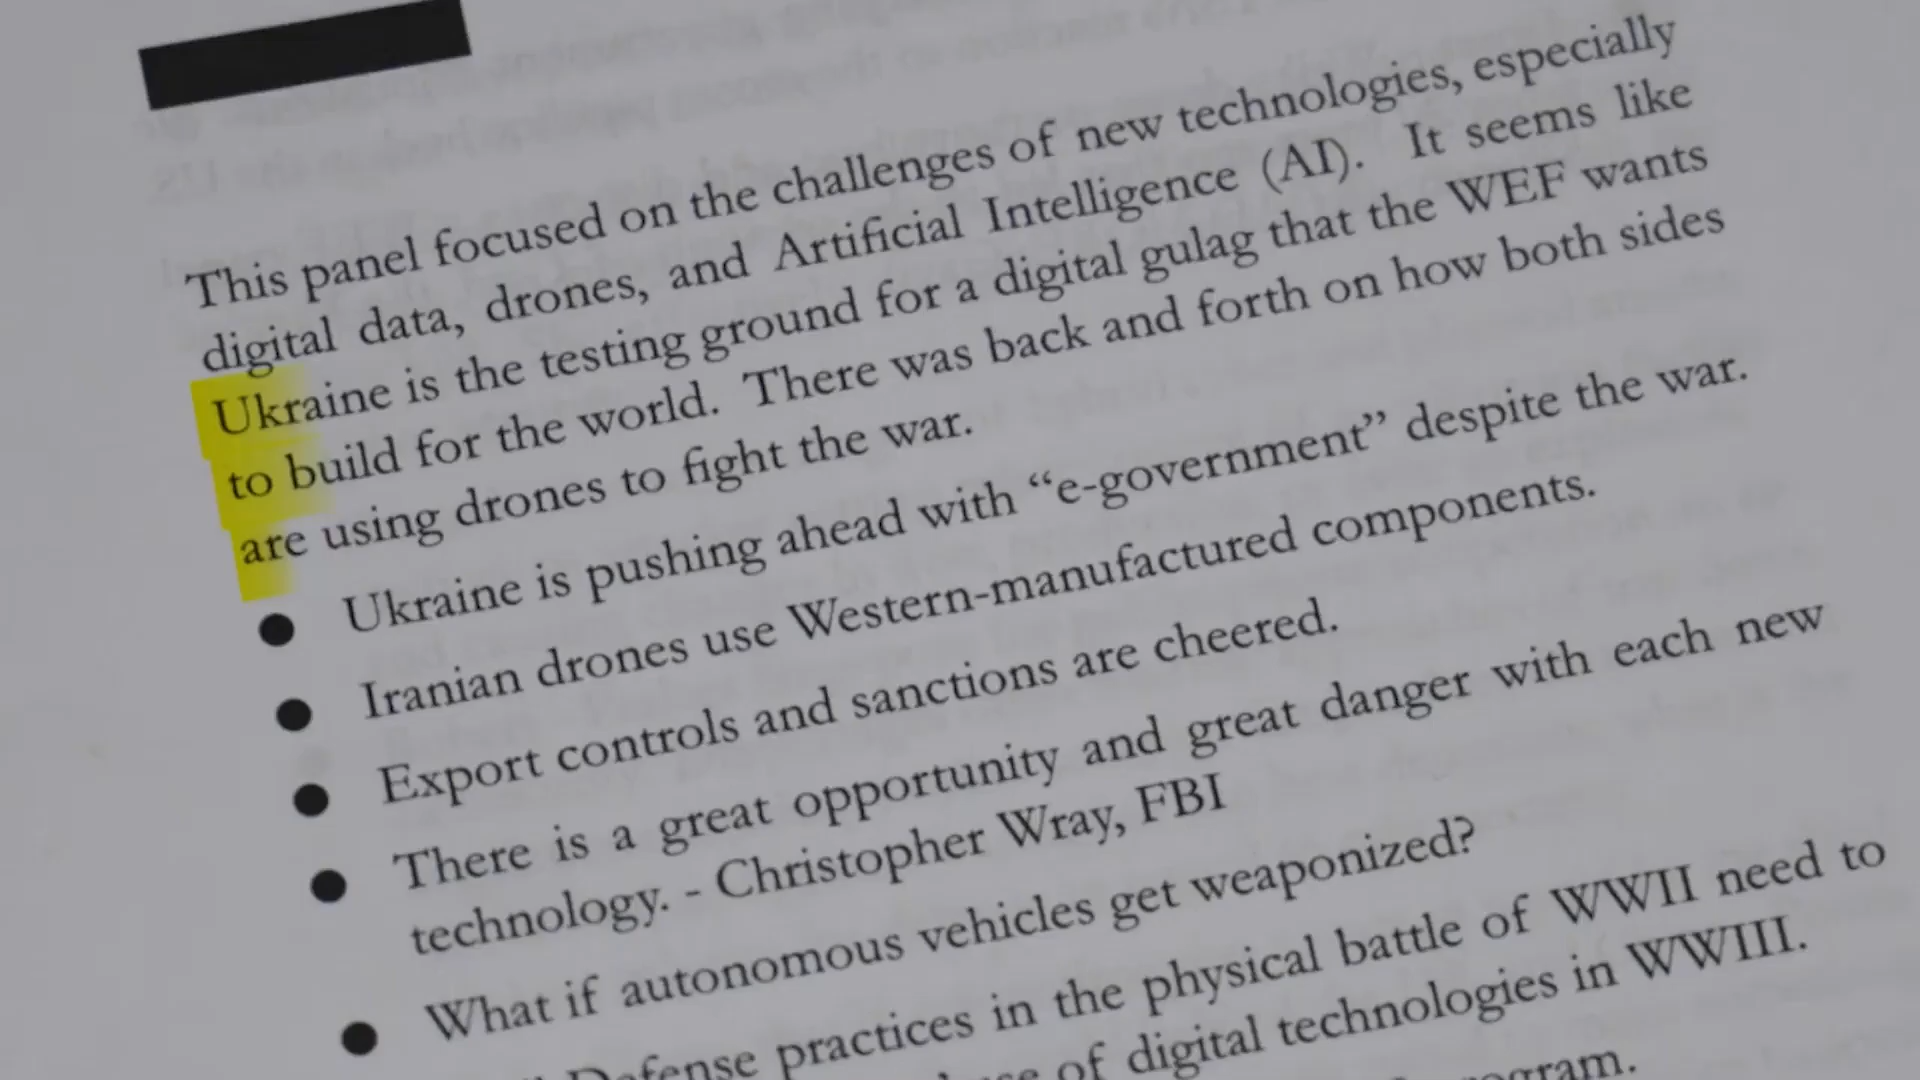 This panel focused on the challenges of new technologies, especially
digital data, drones, and Artificial Intelligence (AI). It seems like
Ukraine is the testing ground for a digital gulag that the WEF wants
to build for the world. There was back and forth on how both sides
are using drones to fight the war.
● Ukraine is pushing ahead with “e-government” despite the war.
● Iranian drones use Western-manufactured components.
● Export controls and sanctions are cheered.
● There is a great opportunity and great danger with each new
technology. - Christopher Wray, FBI
● What if autonomous vehicles get weaponized?
Defense practices in the physical battle of WWII need to
of digital technologies in WWIII.